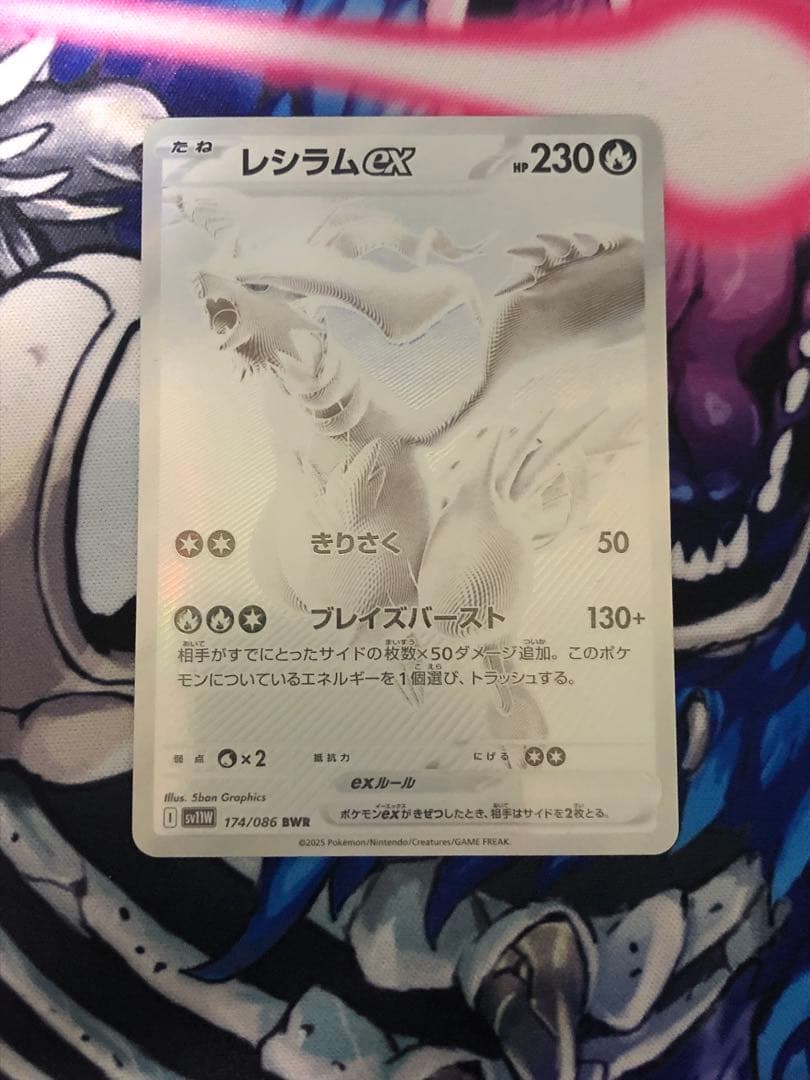 たね レシラムex HP230
きりさく 50
ブレイズバースト 130+
相手がすでにとったサイドの枚数×50ダメージ追加。このポケ
モンについているエネルギーを1個選び、トラッシュする。
弱点 ×2 抵抗力 にげる
exルール
Illus. 5ban Graphics
ポケモンexがきぜつしたとき、相手はサイドを2枚とる。
I sv11W 174/086 BWR
©2025 Pokémon/Nintendo/Creatures/GAME FREAK.